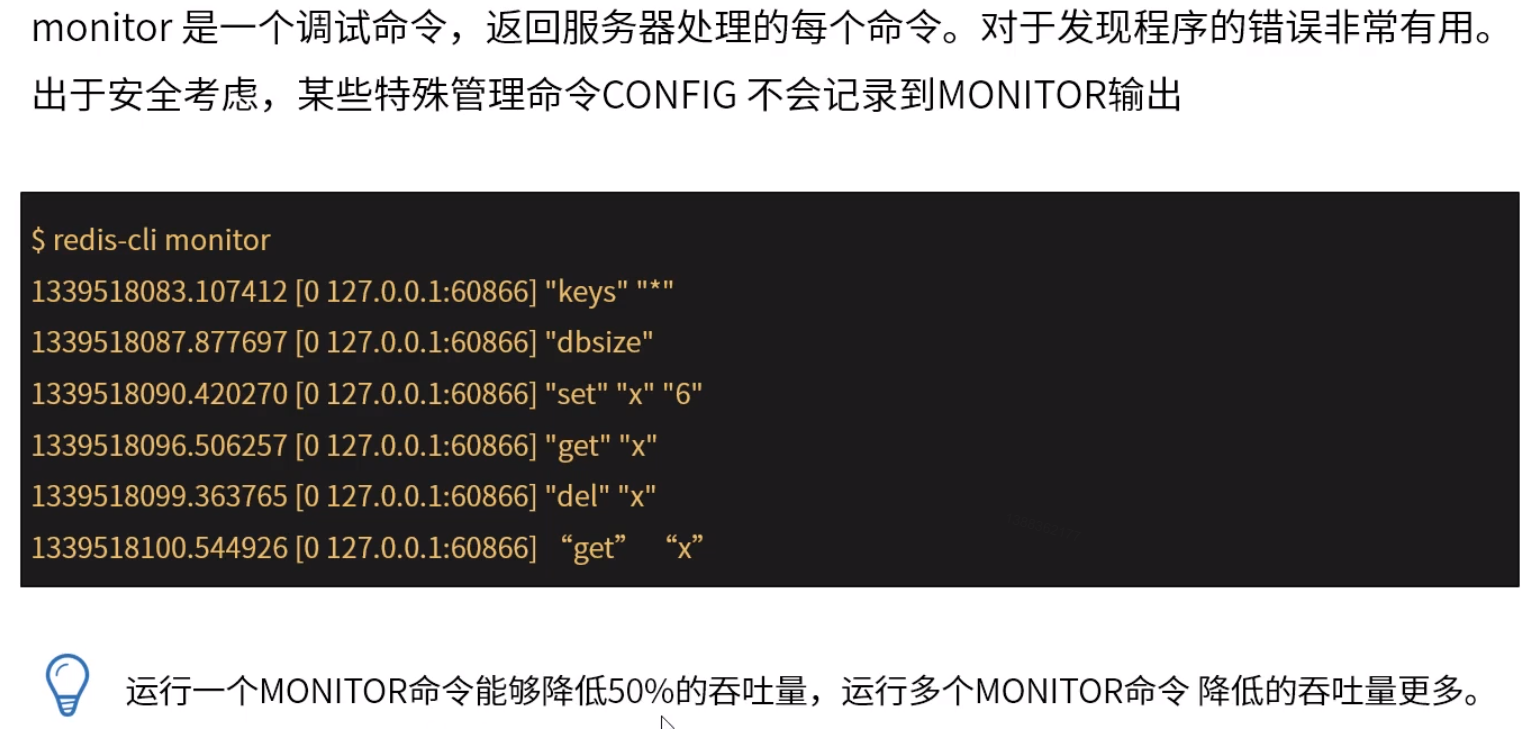 monitor 是一个调试命令，返回服务器处理的每个命令。对于发现程序的错误非常有用。
出于安全考虑，某些特殊管理命令CONFIG 不会记录到MONITOR输出
$ redis-cli monitor
1339518083.107412 [0 127.0.0.1:60866] "keys" "*"
1339518087.877697 [0 127.0.0.1:60866] "dbsize"
1339518090.420270 [0 127.0.0.1:60866] "set" "x" "6"
1339518096.506257 [0 127.0.0.1:60866] "get" "x"
1339518099.363765 [0 127.0.0.1:60866] "del" "x"
1339518100.544926 [0 127.0.0.1:60866] “get” “x”
运行一个MONITOR命令能够降低50%的吞吐量，运行多个MONITOR命令 降低的吞吐量更多。